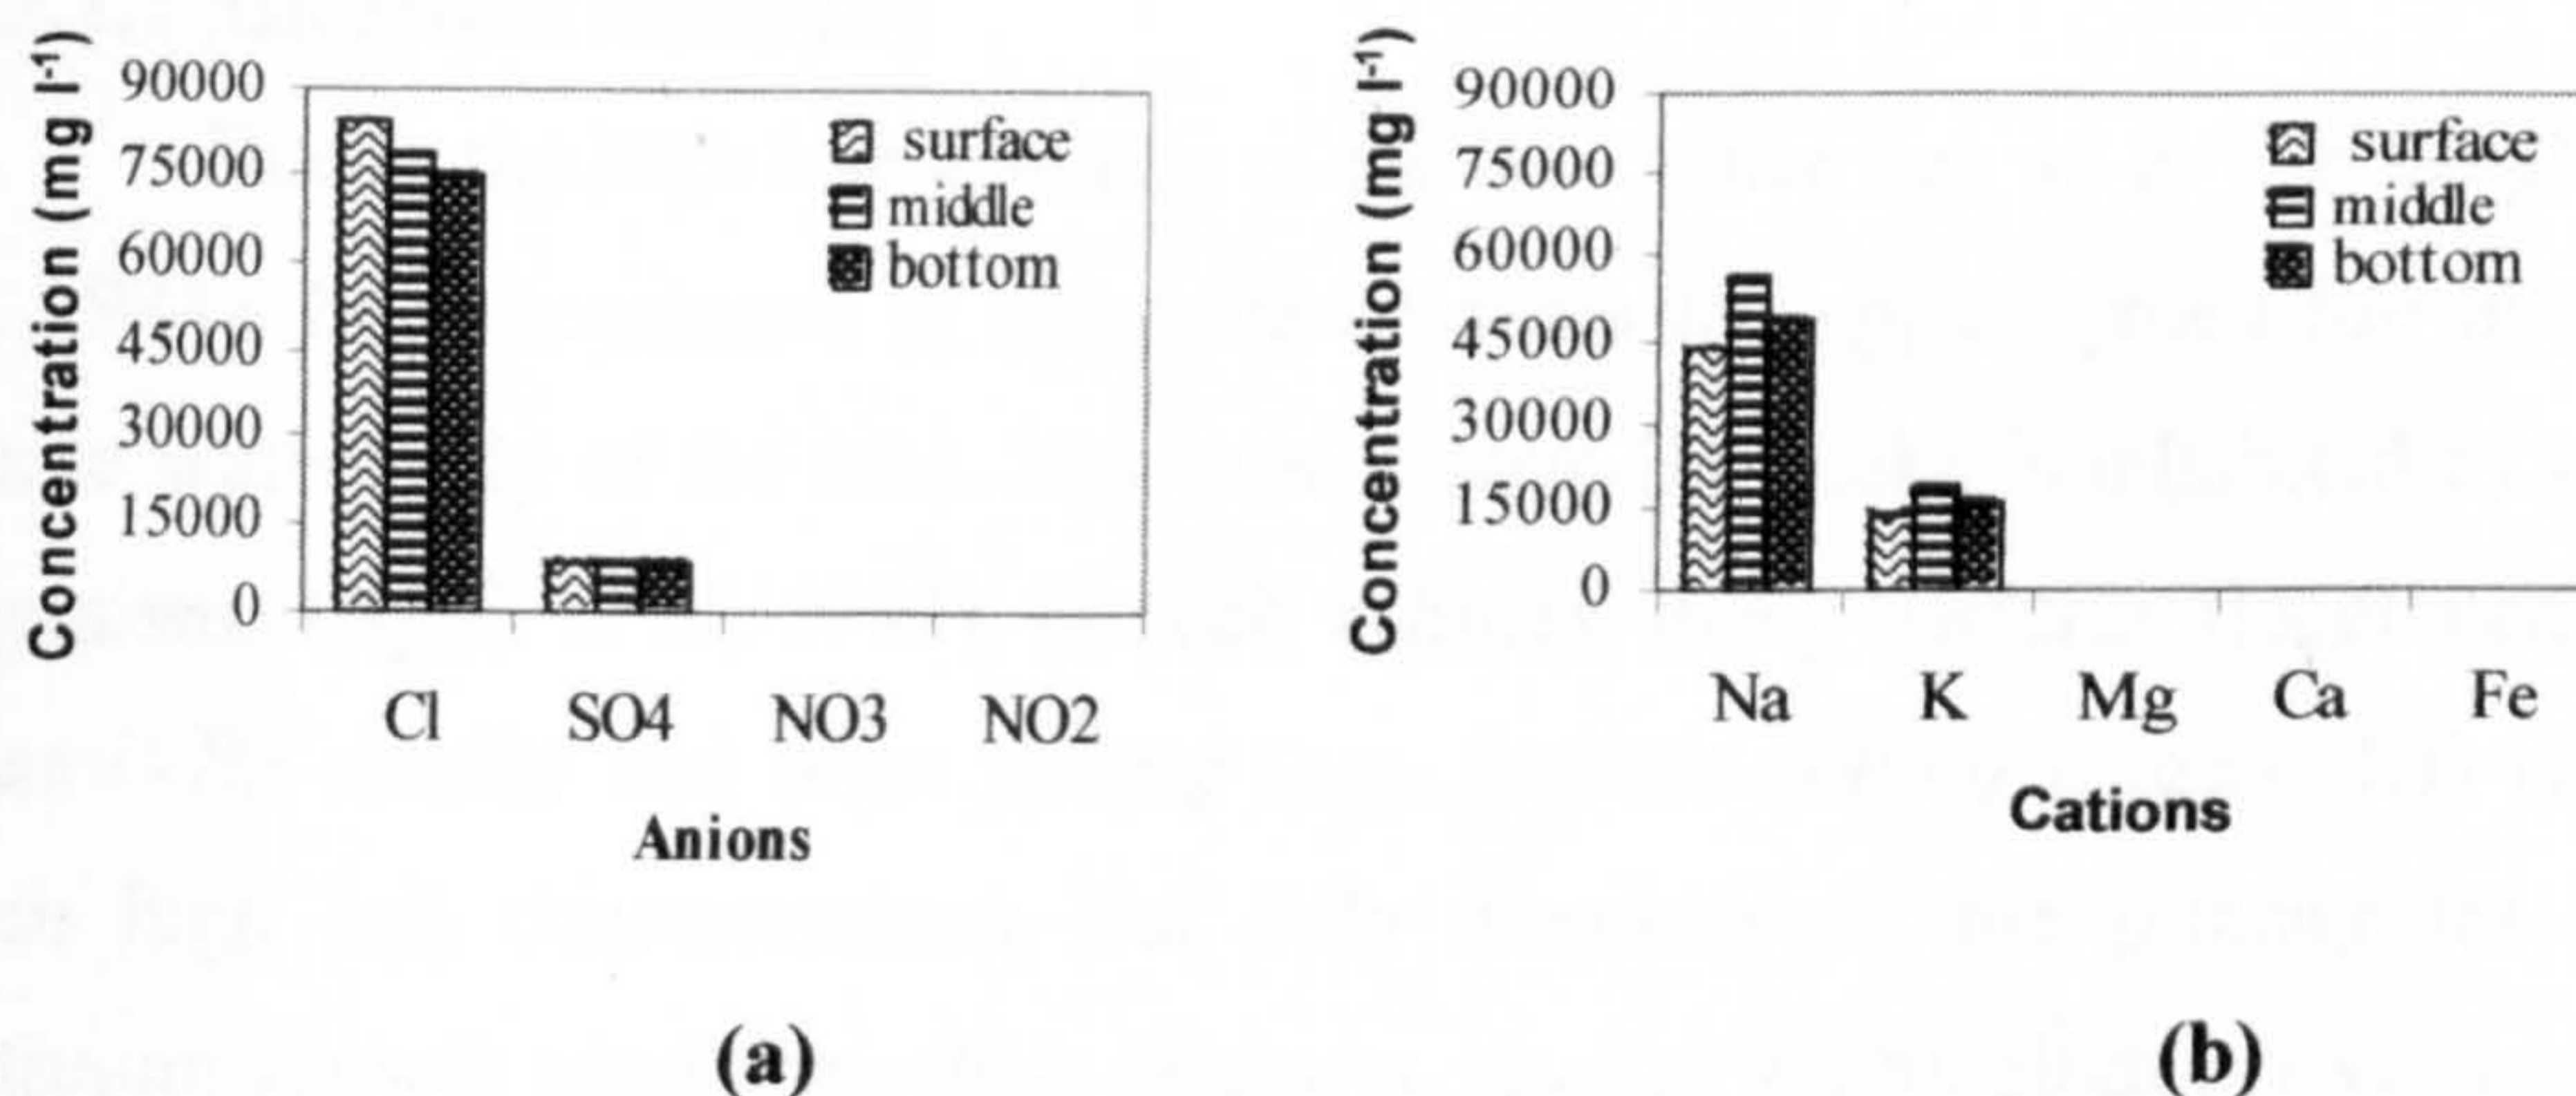 Concentration (mg l-1)
90000
75000
60000
45000
30000
15000
0
surface
middle
bottom
Cl SO4 NO3 NO2
Anions
(a)
Concentration (mg l-1)
90000
75000
60000
45000
30000
15000
0
surface
middle
bottom
Na K Mg Ca Fe
Cations
(b)